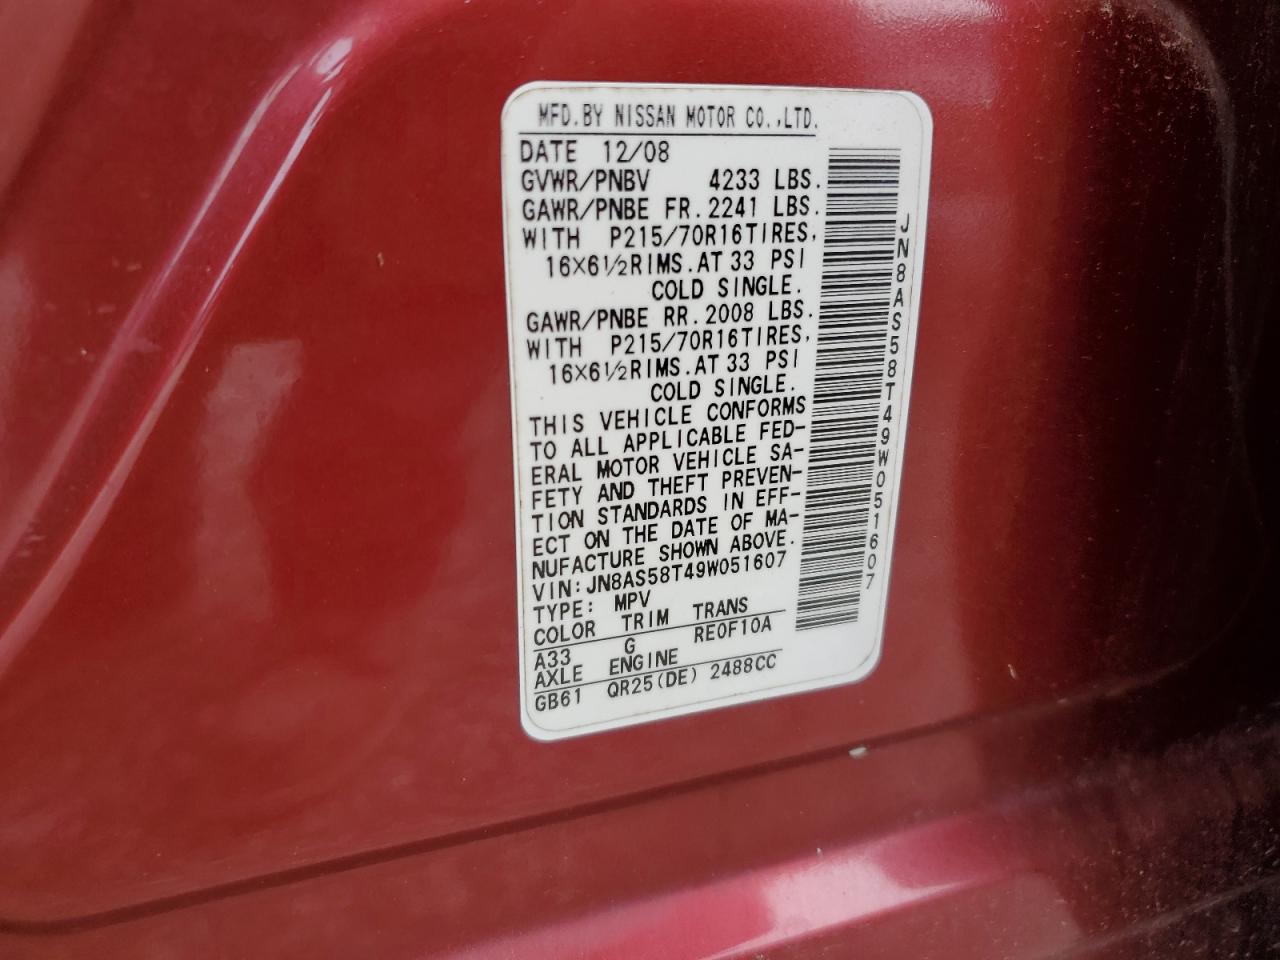 MFD.BY NISSAN MOTOR CO.,LTD.
DATE 12/08
GVWR/PNBV 4233 LBS.
GAWR/PNBE FR.2241 LBS.
WITH P215/70R16TIRES,
16×6½RIMS.AT 33 PSI
COLD SINGLE.
GAWR/PNBE RR.2008 LBS.
WITH P215/70R16TIRES,
16×6½RIMS.AT 33 PSI
COLD SINGLE.
THIS VEHICLE CONFORMS
TO ALL APPLICABLE FED-
ERAL MOTOR VEHICLE SA-
FETY AND THEFT PREVEN-
TION STANDARDS IN EFF-
ECT ON THE DATE OF MA-
NUFACTURE SHOWN ABOVE.
VIN:JN8AS58T49W051607
TYPE: MPV
COLOR TRIM TRANS
A33 G RE0F10A
AXLE ENGINE
GB61 QR25(DE) 2488CC
JN8AS58T49W051607